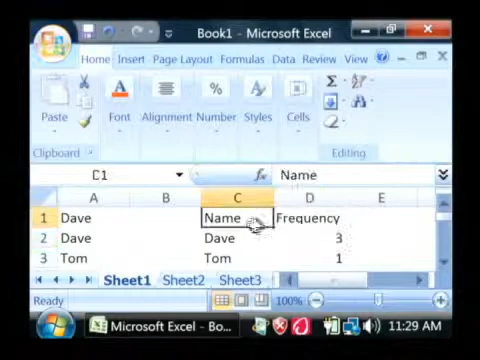 Book1 - Microsoft Excel
Home Insert Page Layout Formulas Data Review View
Paste Font Alignment Number Styles Cells
Clipboard Editing
C1 fx Name
A B C D E
1 Dave Name Frequency
2 Dave Dave 3
3 Tom Tom 1
Sheet1 Sheet2 Sheet3
Ready 100%
Microsoft Excel - Bo... 11:29 AM